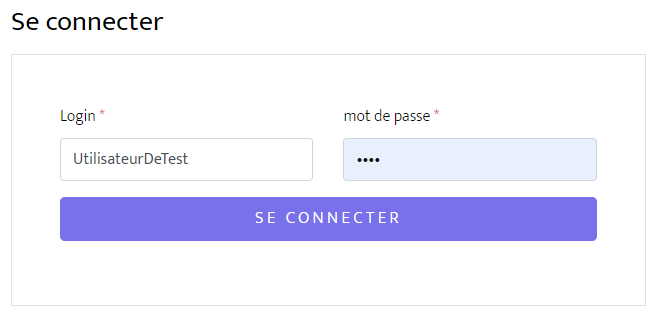 Se connecter
Login * mot de passe *
UtilisateurDeTest ••••
SE CONNECTER